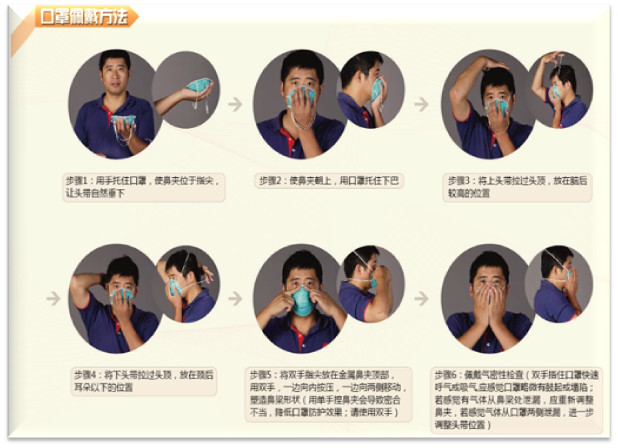 口罩佩戴方法
步骤1：用手托住口罩，使鼻夹位于指尖，
让头带自然垂下
步骤2：使鼻夹朝上，用口罩托住下巴
步骤3：将上头带拉过头顶，放在脑后
较高的位置
步骤4：将下头带拉过头顶，放在颈后
耳朵以下的位置
步骤5：将双手指尖放在金属鼻夹顶部，
用双手，一边向内按压，一边向两侧移动，
塑造鼻梁形状（用单手捏鼻夹会导致密合
不当，降低口罩防护效果；请使用双手）
步骤6：佩戴气密性检查（双手捂住口罩快速
呼气或吸气，应感觉口罩略微有鼓起或塌陷；
若感觉有气体从鼻梁处泄漏，应重新调整
鼻夹，若感觉气体从口罩两侧泄漏，进一步
调整头带位置）